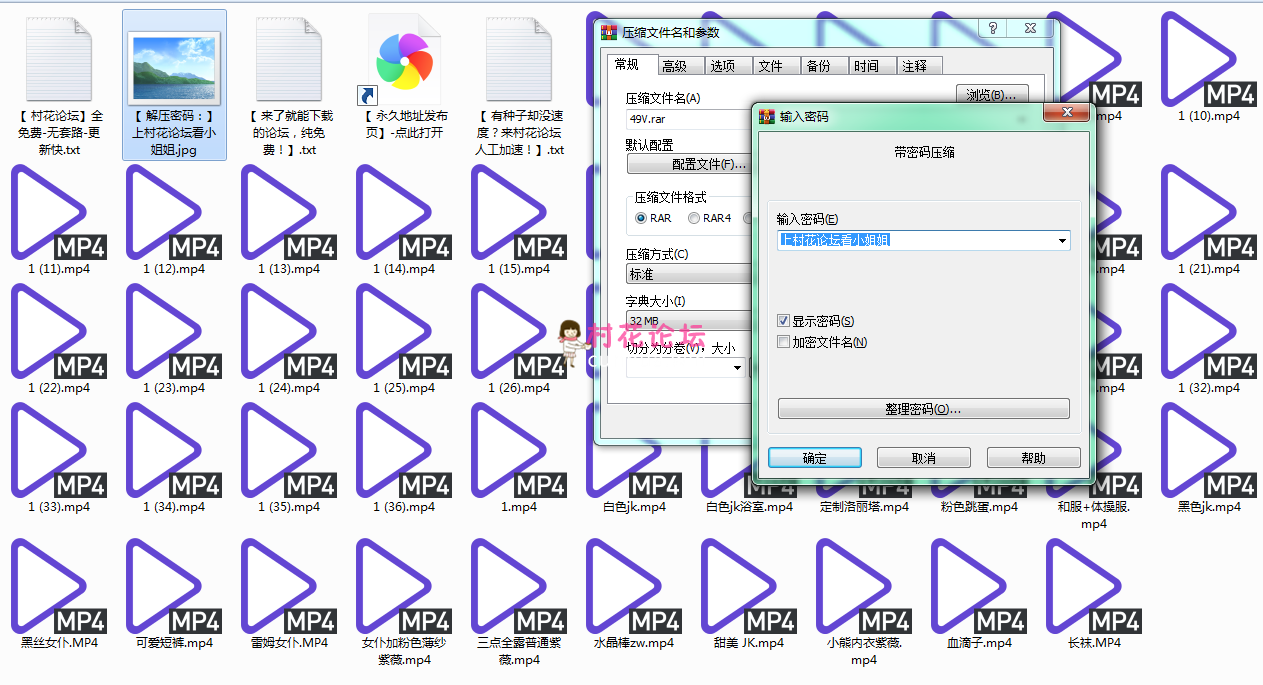 【 村花论坛】全
免费-无套路-更
新快.txt
【 解压密码：】
上村花论坛看小
姐姐.jpg
【 来了就能下载
的论坛，纯免
费！】.txt
【 永久地址发布
页】-点此打开
【 有种子却没速
度？来村花论坛
人工加速！】.txt
MP4
mp4
MP4
1 (10).mp4
压缩文件名和参数
?
常规
高级
选项
文件
备份
时间
注释
压缩文件名(A)
浏览(B)...
49V.rar
默认配置
配置文件(F)...
压缩文件格式
RAR
RAR4
压缩方式(C)
标准
字典大小(I)
32 MB
切分为分卷(V)，大小
村花论坛
输入密码
带密码压缩
输入密码(E)
上村花论坛看小姐姐
显示密码(S)
加密文件名(N)
整理密码(O)...
确定
取消
帮助
MP4
1 (11).mp4
MP4
1 (12).mp4
MP4
1 (13).mp4
MP4
1 (14).mp4
MP4
1 (15).mp4
MP4
.mp4
MP4
1 (21).mp4
MP4
1 (22).mp4
MP4
1 (23).mp4
MP4
1 (24).mp4
MP4
1 (25).mp4
MP4
1 (26).mp4
MP4
.mp4
MP4
1 (32).mp4
MP4
1 (33).mp4
MP4
1 (34).mp4
MP4
1 (35).mp4
MP4
1 (36).mp4
MP4
1.mp4
MP4
白色jk.mp4
MP4
白色jk浴室.mp4
MP4
定制洛丽塔.mp4
MP4
粉色跳蛋.mp4
MP4
和服+体操服.
mp4
MP4
黑色jk.mp4
MP4
黑丝女仆.MP4
MP4
可爱短裤.mp4
MP4
雷姆女仆.MP4
MP4
女仆加粉色薄纱
紫薇.mp4
MP4
三点全露普通紫
薇.mp4
MP4
水晶棒zw.mp4
MP4
甜美 JK.mp4
MP4
小熊内衣紫薇.
mp4
MP4
血滴子.mp4
MP4
长袜.MP4